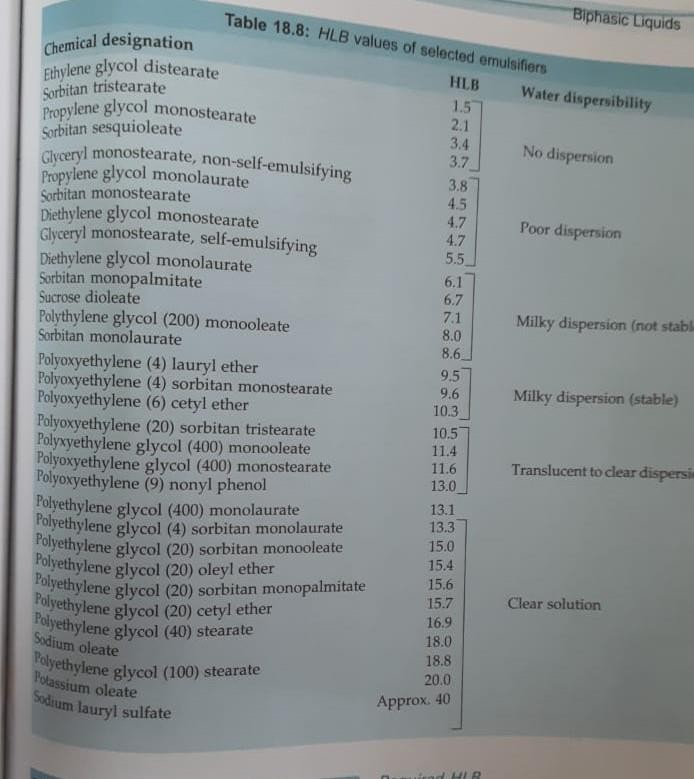 Biphasic Liquids
Table 18.8: HLB values of selected emulsifiers
Chemical designation HLB Water dispersibility
Ethylene glycol distearate 1.5
Sorbitan tristearate 2.1
Propylene glycol monostearate 3.4 No dispersion
Sorbitan sesquioleate 3.7
Glyceryl monostearate, non-self-emulsifying 3.8
Propylene glycol monolaurate 4.5
Sorbitan monostearate 4.7 Poor dispersion
Diethylene glycol monostearate 4.7
Glyceryl monostearate, self-emulsifying 5.5
Diethylene glycol monolaurate 6.1
Sorbitan monopalmitate 6.7
Sucrose dioleate 7.1 Milky dispersion (not
Polythylene glycol (200) monooleate 8.0
Sorbitan monolaurate 8.6
Polyoxyethylene (4) lauryl ether 9.5
Polyoxyethylene (4) sorbitan monostearate 9.6 Milky dispersion (stable)
Polyoxyethylene (6) cetyl ether 10.3
Polyoxyethylene (20) sorbitan tristearate 10.5
Polyxyethylene glycol (400) monooleate 11.4
Polyoxyethylene glycol (400) monostearate 11.6 Translucent to clear
Polyoxyethylene (9) nonyl phenol 13.0
Polyethylene glycol (400) monolaurate 13.1
Polyethylene glycol (4) sorbitan monolaurate 13.3
Polyethylene glycol (20) sorbitan monooleate 15.0
Polyethylene glycol (20) oleyl ether 15.4
Polyethylene glycol (20) sorbitan monopalmitate 15.6
Polyethylene glycol (20) cetyl ether 15.7 Clear solution
Polyethylene glycol (40) stearate 16.9
Sodium oleate 18.0
Polyethylene glycol (100) stearate 18.8
Potassium oleate 20.0
Sodium lauryl sulfate Approx. 40